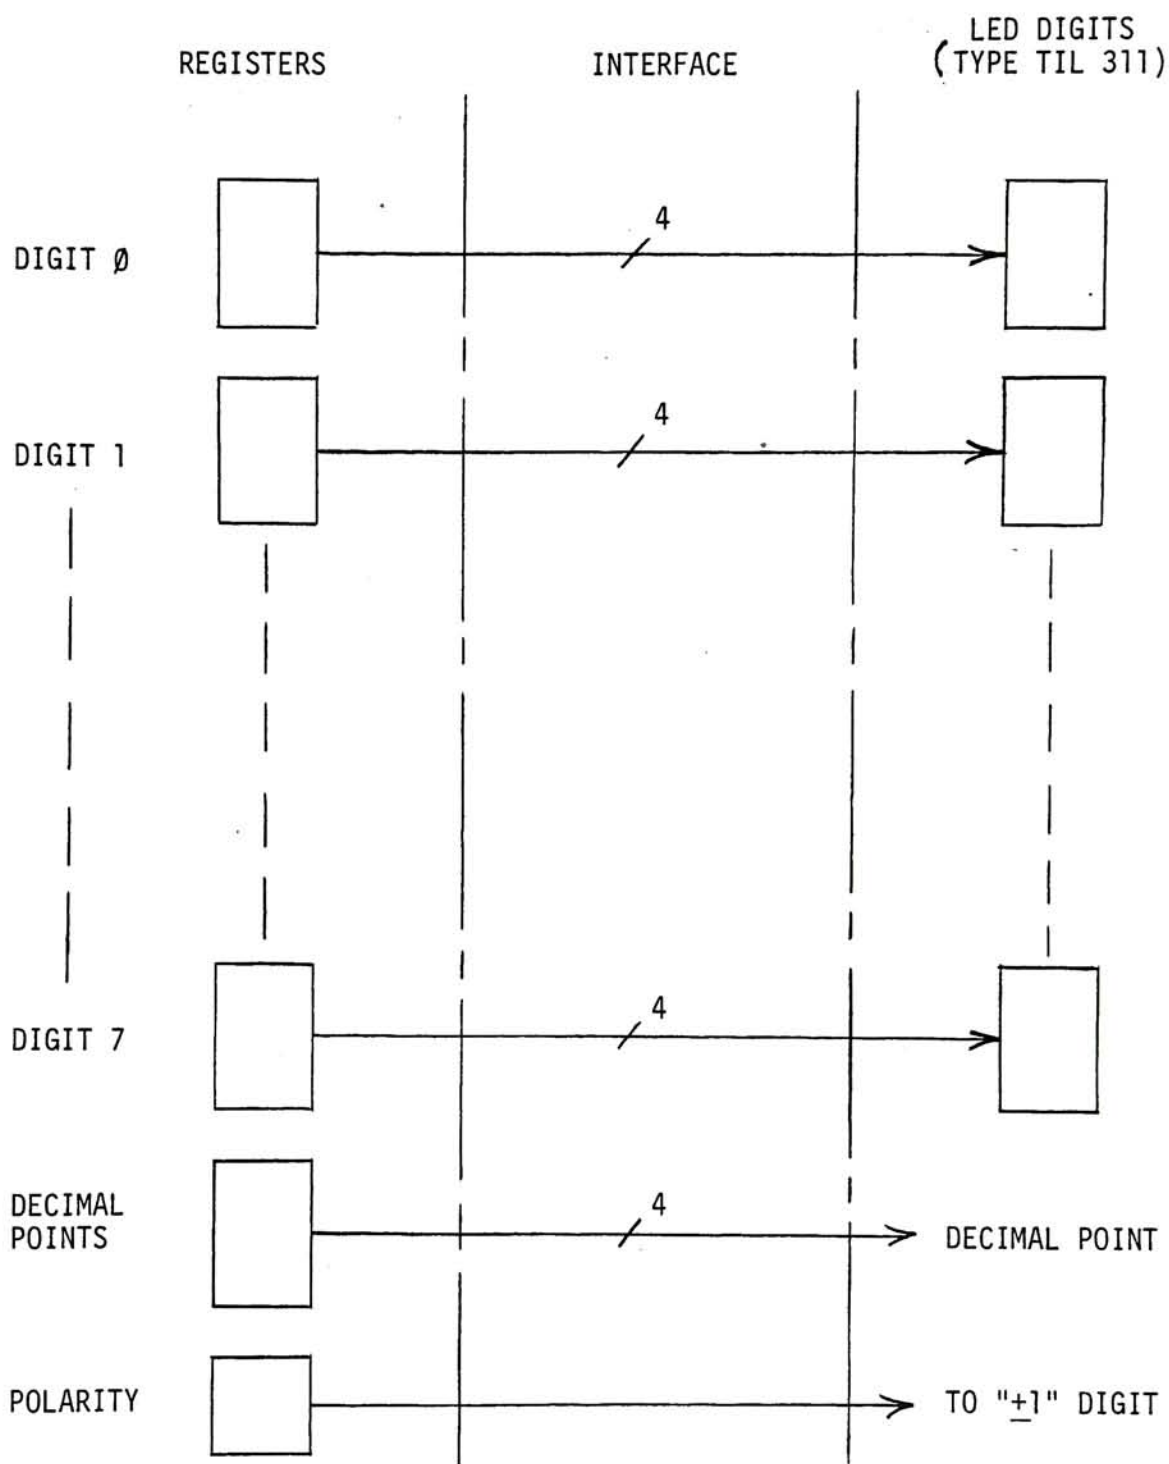 REGISTERS
INTERFACE
LED DIGITS
(TYPE TIL 311)
DIGIT Ø
4
DIGIT 1
4
DIGIT 7
4
DECIMAL
POINTS
4
DECIMAL POINT
POLARITY
TO "±1" DIGIT